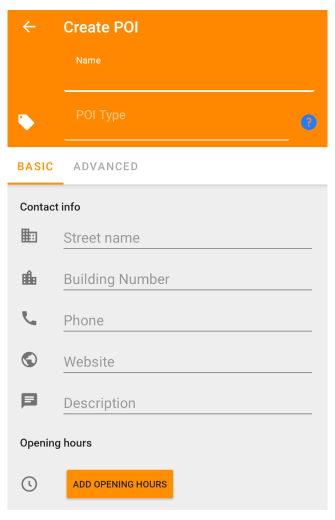 Create POI
Name
POI Type
?
BASIC ADVANCED
Contact info
Street name
Building Number
Phone
Website
Description
Opening hours
ADD OPENING HOURS